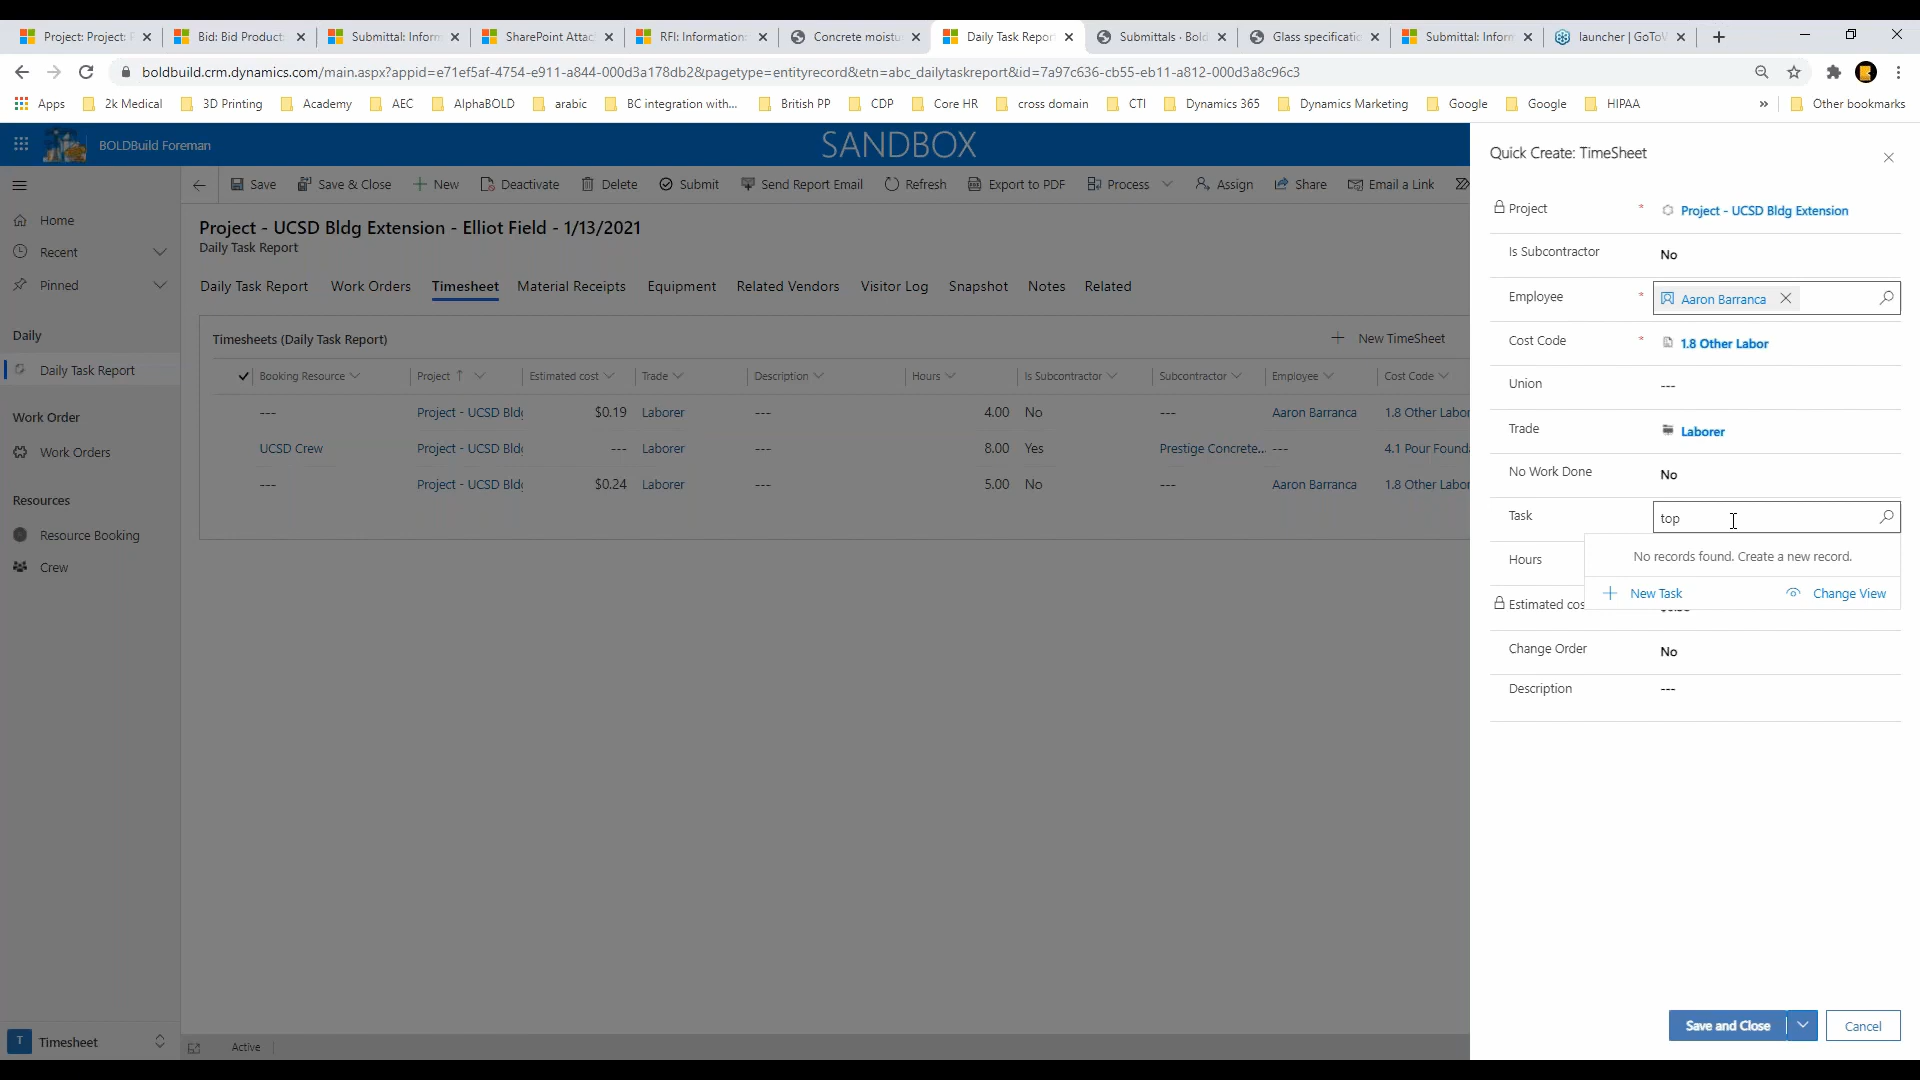 Project: Project: P
Bid: Bid Product
Submittal: Inform
SharePoint Attac
RFI: Information
Concrete moistu
Daily Task Repor
Submittals · Bold
Glass specificati
Submittal: Inform
launcher | GoToW
boldbuild.crm.dynamics.com/main.aspx?appid=e71ef5af-4754-e911-a844-000d3a178db2&pagetype=entityrecord&etn=abc_dailytaskreport&id=7a97c636-cb55-eb11-a812-000d3a8c96c3
Apps 2k Medical 3D Printing Academy AEC AlphaBOLD arabic BC integration with... British PP CDP Core HR cross domain CTI Dynamics 365 Dynamics Marketing Google Google HIPAA » Other bookmarks
BOLDBuild Foreman
SANDBOX
Save Save & Close New Deactivate Delete Submit Send Report Email Refresh Export to PDF Process Assign Share Email a Link
Home
Recent
Pinned
Daily
Daily Task Report
Work Order
Work Orders
Resources
Resource Booking
Crew
T Timesheet
Project - UCSD Bldg Extension - Elliot Field - 1/13/2021
Daily Task Report
Daily Task Report Work Orders Timesheet Material Receipts Equipment Related Vendors Visitor Log Snapshot Notes Related
Timesheets (Daily Task Report)
New TimeSheet
Booking Resource Project Estimated cost Trade Description Hours Is Subcontractor Subcontractor Employee Cost Code
--- Project - UCSD Bldg $0.19 Laborer --- 4.00 No --- Aaron Barranca 1.8 Other Labor
UCSD Crew Project - UCSD Bldg --- Laborer --- 8.00 Yes Prestige Concrete... --- 4.1 Pour Founda
--- Project - UCSD Bldg $0.24 Laborer --- 5.00 No --- Aaron Barranca 1.8 Other Labor
Active
Quick Create: TimeSheet
Project * Project - UCSD Bldg Extension
Is Subcontractor No
Employee * Aaron Barranca
Cost Code * 1.8 Other Labor
Union ---
Trade Laborer
No Work Done No
Task top
No records found. Create a new record.
New Task Change View
Hours
Estimated cos
Change Order No
Description ---
Save and Close Cancel